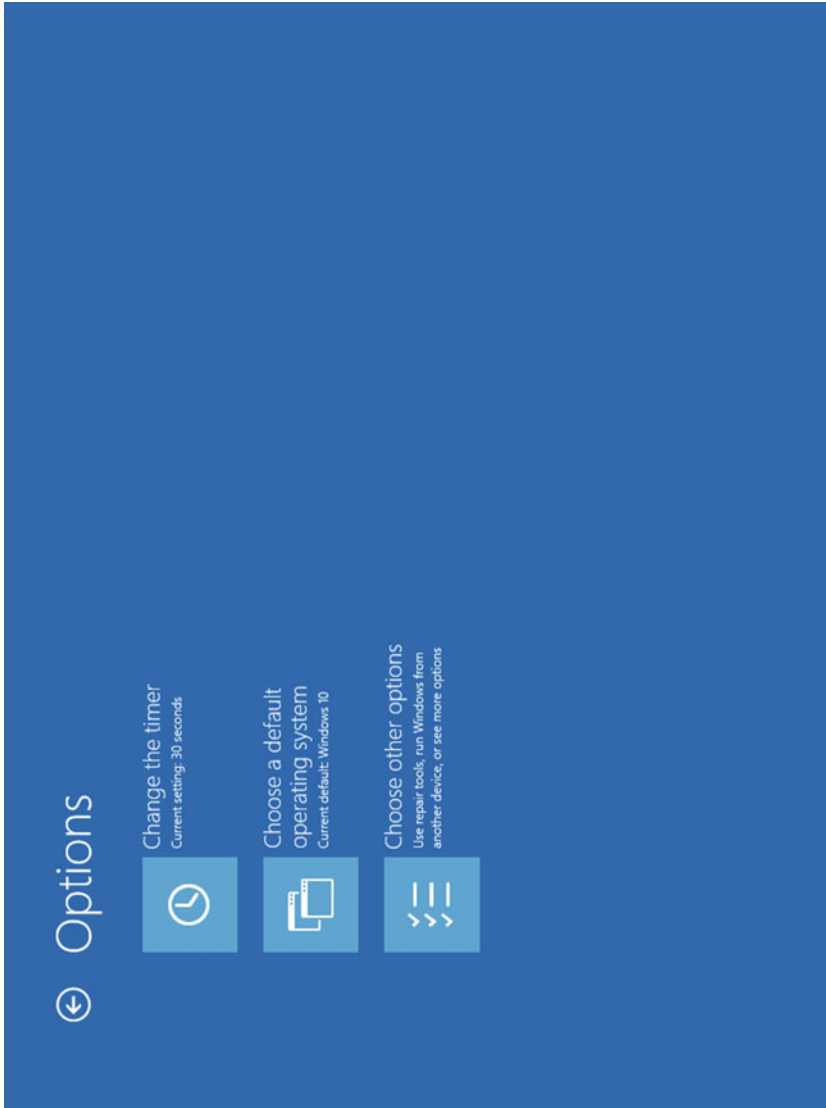 Options
Change the timer
Current setting: 30 seconds
Choose a default
operating system
Current default: Windows 10
Choose other options
Use repair tools, run Windows from
another device, or see more options